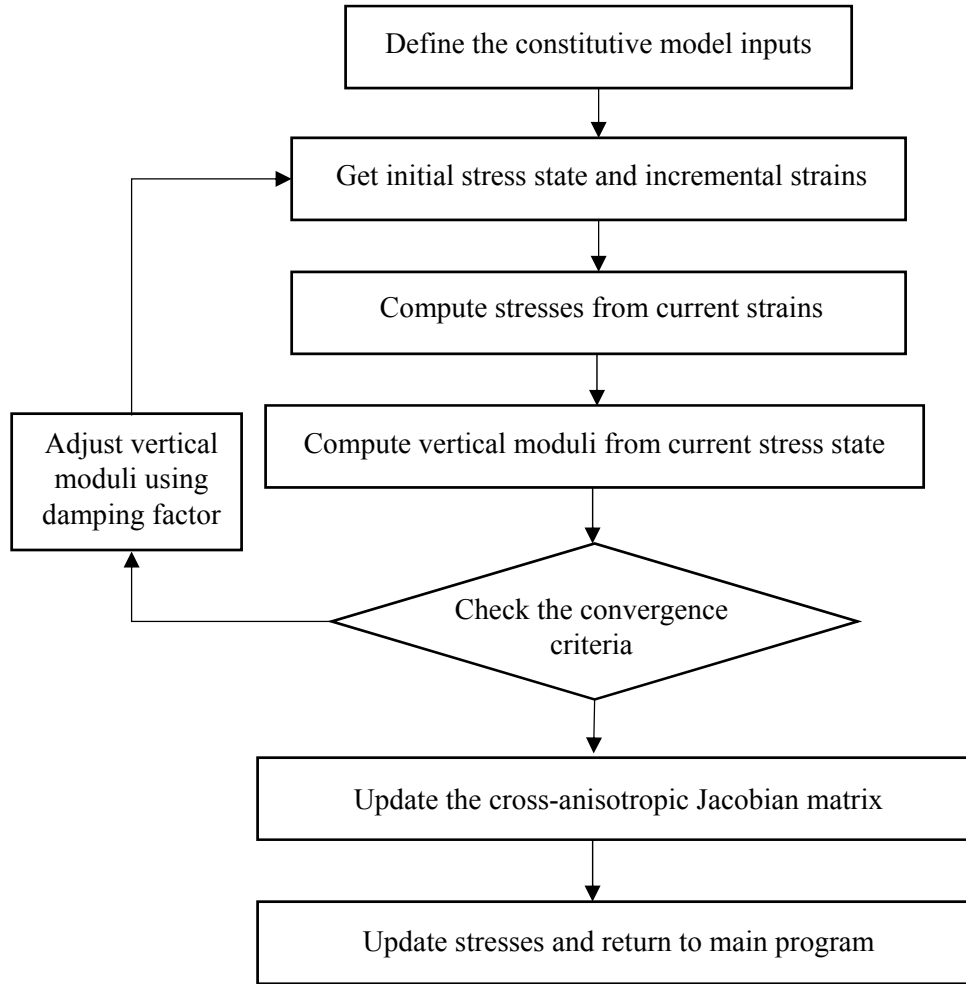 Define the constitutive model inputs
Get initial stress state and incremental strains
Compute stresses from current strains
Compute vertical moduli from current stress state
Adjust vertical
moduli using
damping factor
Check the convergence
criteria
Update the cross-anisotropic Jacobian matrix
Update stresses and return to main program